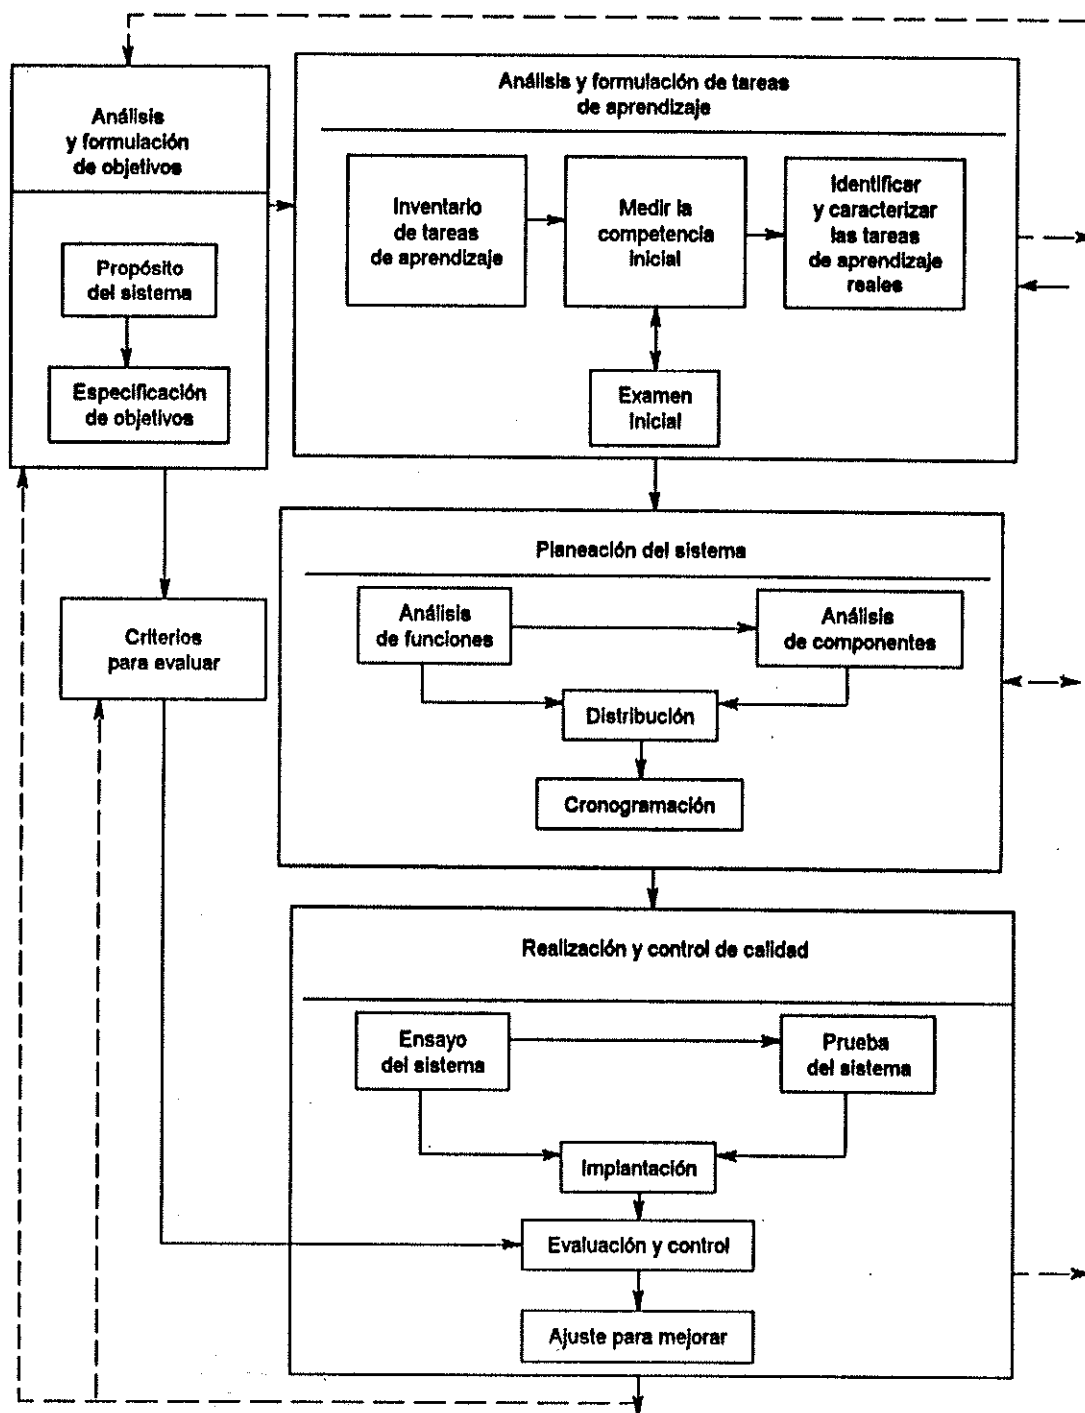 Análisis
y formulación
de objetivos
Propósito
del sistema
Especificación
de objetivos
Análisis y formulación de tareas
de aprendizaje
Inventario
de tareas
de aprendizaje
Medir la
competencia
inicial
Identificar
y caracterizar
las tareas
de aprendizaje
reales
Examen
inicial
Criterios
para evaluar
Planeación del sistema
Análisis
de funciones
Análisis
de componentes
Distribución
Cronogramación
Realización y control de calidad
Ensayo
del sistema
Prueba
del sistema
Implantación
Evaluación y control
Ajuste para mejorar